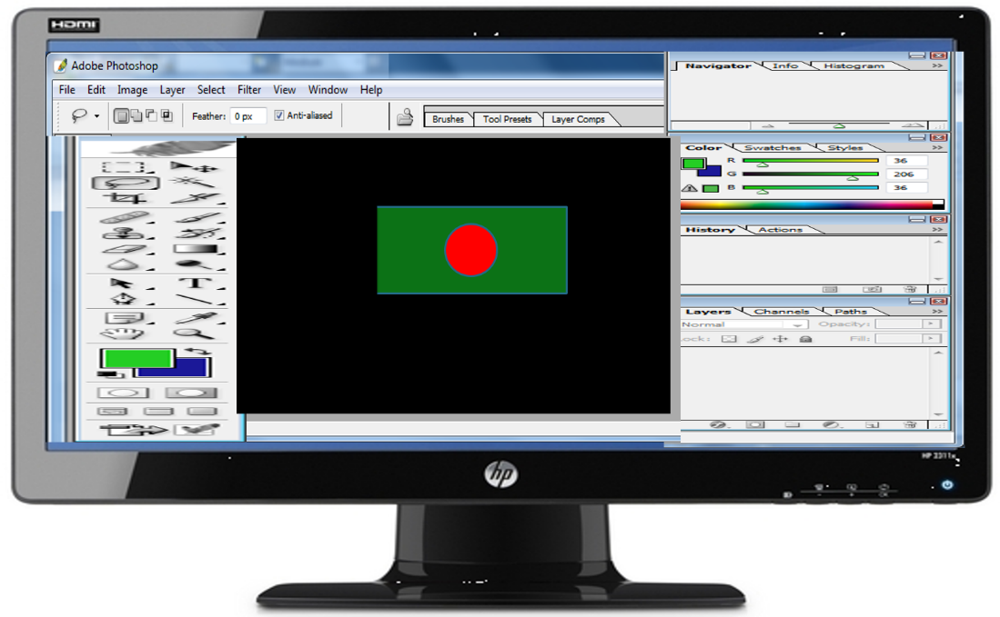 HDMI
Adobe Photoshop
File Edit Image Layer Select Filter View Window Help
Feather: 0 px Anti-aliased
Brushes Tool Presets Layer Comps
Navigator Info Histogram
Color Swatches Styles
R 36
G 206
B 36
History Actions
Layers Channels Paths
Normal Opacity:
ock: Fill:
T
hp
HP 2311x